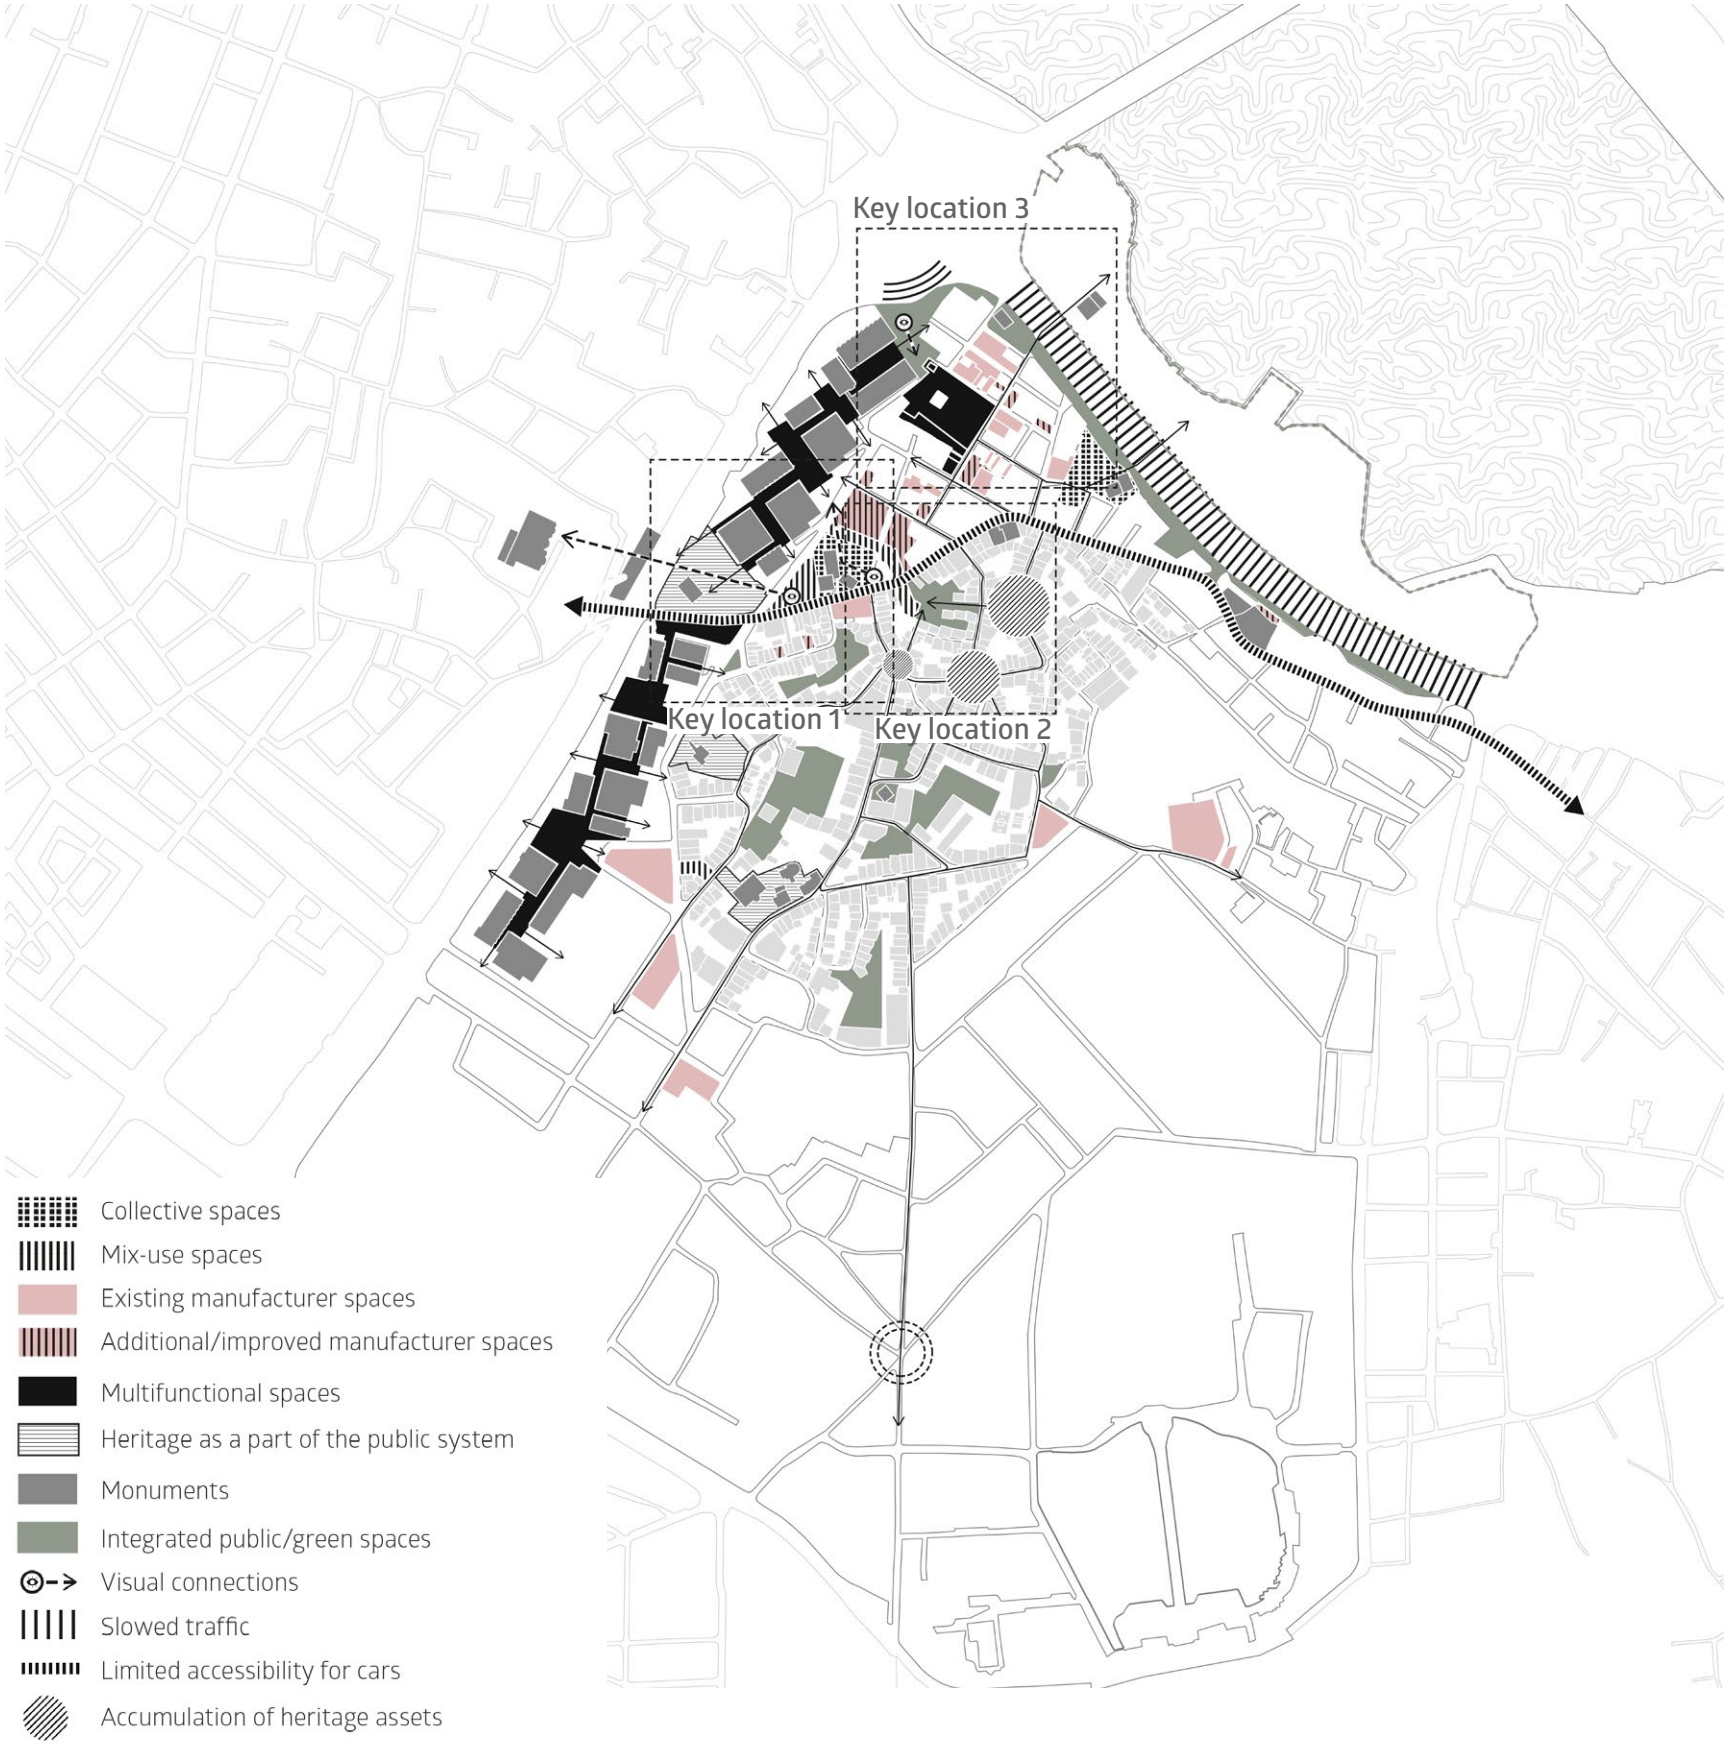 Key location 3
Key location 1
Key location 2
Collective spaces
Mix-use spaces
Existing manufacturer spaces
Additional/improved manufacturer spaces
Multifunctional spaces
Heritage as a part of the public system
Monuments
Integrated public/green spaces
Visual connections
Slowed traffic
Limited accessibility for cars
Accumulation of heritage assets